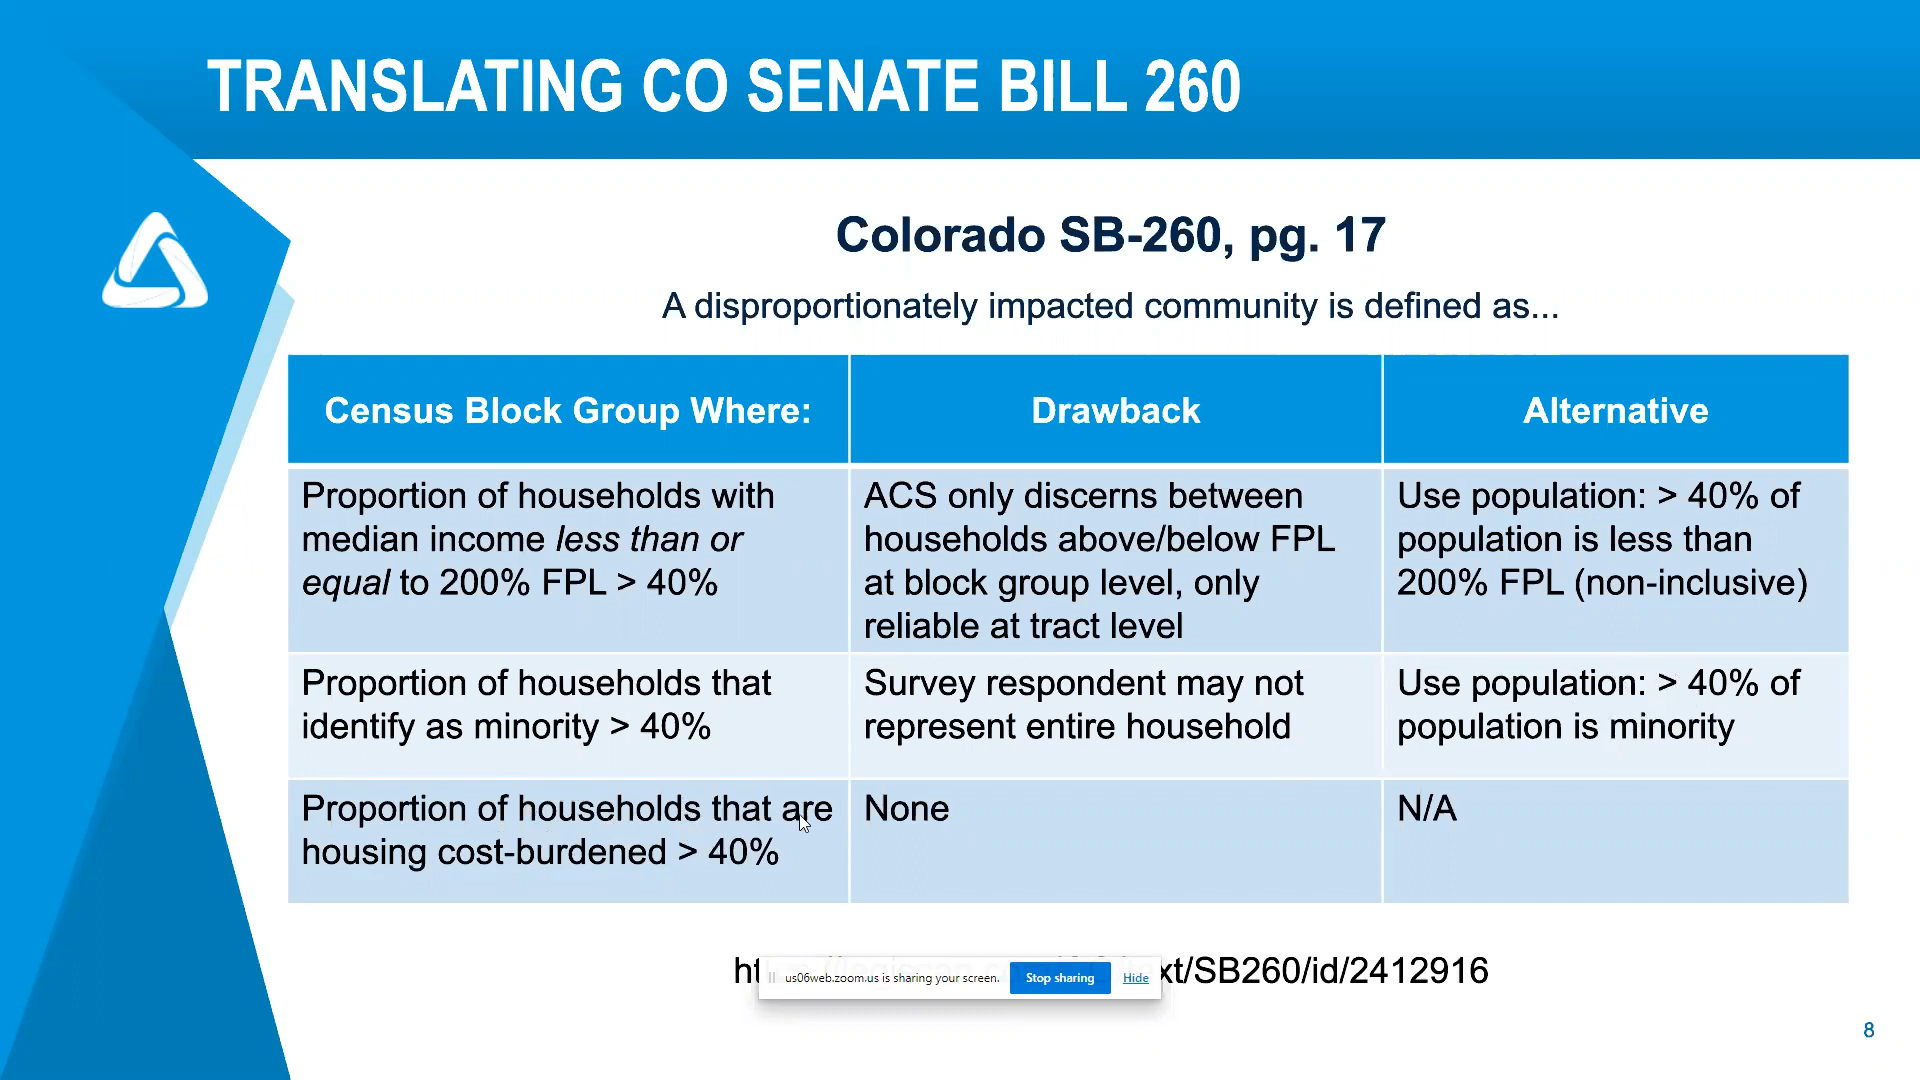 TRANSLATING CO SENATE BILL 260
Colorado SB-260, pg. 17
A disproportionately impacted community is defined as...
Census Block Group Where:
Drawback
Alternative
Proportion of households with
median income less than or
equal to 200% FPL > 40%
ACS only discerns between
households above/below FPL
at block group level, only
reliable at tract level
Use population: > 40% of
population is less than
200% FPL (non-inclusive)
Proportion of households that
identify as minority > 40%
Survey respondent may not
represent entire household
Use population: > 40% of
population is minority
Proportion of households that are
housing cost-burdened > 40%
None
N/A
xt/SB260/id/2412916
us06web.zoom.us is sharing your screen.
Stop sharing
Hide
8